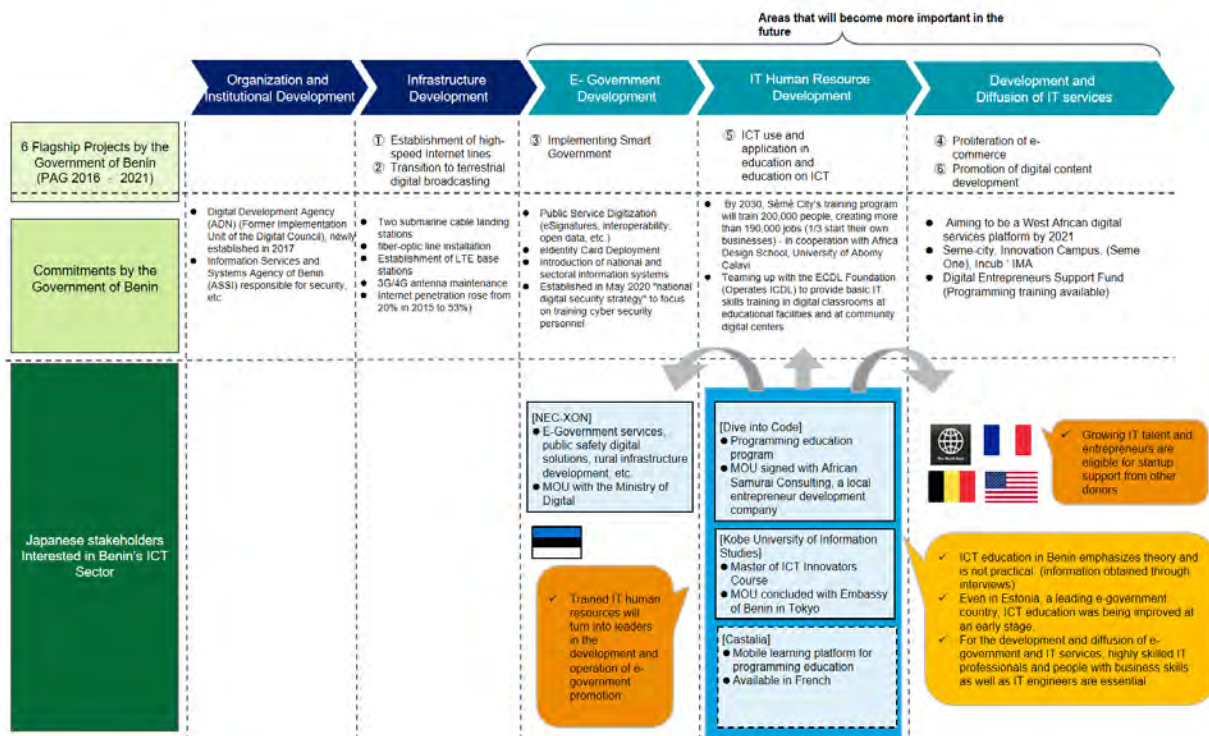 Areas that will become more important in the
future
Organization and
Institutional Development
Infrastructure
Development
E- Government
Development
IT Human Resource
Development
Development and
Diffusion of IT services
6 Flagship Projects by the
Government of Benin
(PAG 2016 - 2021)
① Establishment of high-
speed Internet lines
② Transition to terrestrial
digital broadcasting
③ Implementing Smart
Government
⑤ ICT use and
application in
education and
education on ICT
④ Proliferation of e-
commerce
⑥ Promotion of digital content
development
Commitments by the
Government of Benin
● Digital Development Agency
(ADN) (Former Implementation
Unit of the Digital Council), newly
established in 2017
● Information Services and
Systems Agency of Benin
(ASSI) responsible for security,
etc.
● Two submarine cable landing
stations
● fiber-optic line installation
● Establishment of LTE base
stations
● 3G/4G antenna maintenance
● Internet penetration rose from
20% in 2015 to 53%)
● Public Service Digitization
(eSignatures, interoperability,
open data, etc.)
● eIdentity Card Deployment
● Introduction of national and
sectoral information systems
● Established in May 2020 "national
digital security strategy" to focus
on training cyber security
personnel
● By 2030, Sèmè City's training program
will train 200,000 people, creating more
than 190,000 jobs (1/3 start their own
businesses) - in cooperation with Africa
Design School, University of Abomy
Calavi
● Teaming up with the ECDL Foundation
(Operates ICDL) to provide basic IT
skills training in digital classrooms at
educational facilities and at community
digital centers
● Aiming to be a West African digital
services platform by 2021
● Seme-city, Innovation Campus, (Seme
One), Incub ' IMA
● Digital Entrepreneurs Support Fund
(Programming training available)
Japanese stakeholders
Interested in Benin's ICT
Sector
[NEC-XON]
● E-Government services,
public safety digital
solutions, rural infrastructure
development, etc.
● MOU with the Ministry of
Digital
✓ Trained IT human
resources will
turn into leaders
in the
development and
operation of e-
government
promotion
[Dive into Code]
● Programming education
program
● MOU signed with African
Samurai Consulting, a local
entrepreneur development
company
[Kobe University of Information
Studies]
● Master of ICT Innovators
Course
● MOU concluded with Embassy
of Benin in Tokyo
[Castalia]
● Mobile learning platform for
programming education
● Available in French
✓ Growing IT talent and
entrepreneurs are
eligible for startup
support from other
donors
✓ ICT education in Benin emphasizes theory and
is not practical. (information obtained through
interviews)
✓ Even in Estonia, a leading e-government
country, ICT education was being improved at
an early stage.
✓ For the development and diffusion of e-
government and IT services, highly skilled IT
professionals and people with business skills
as well as IT engineers are essential